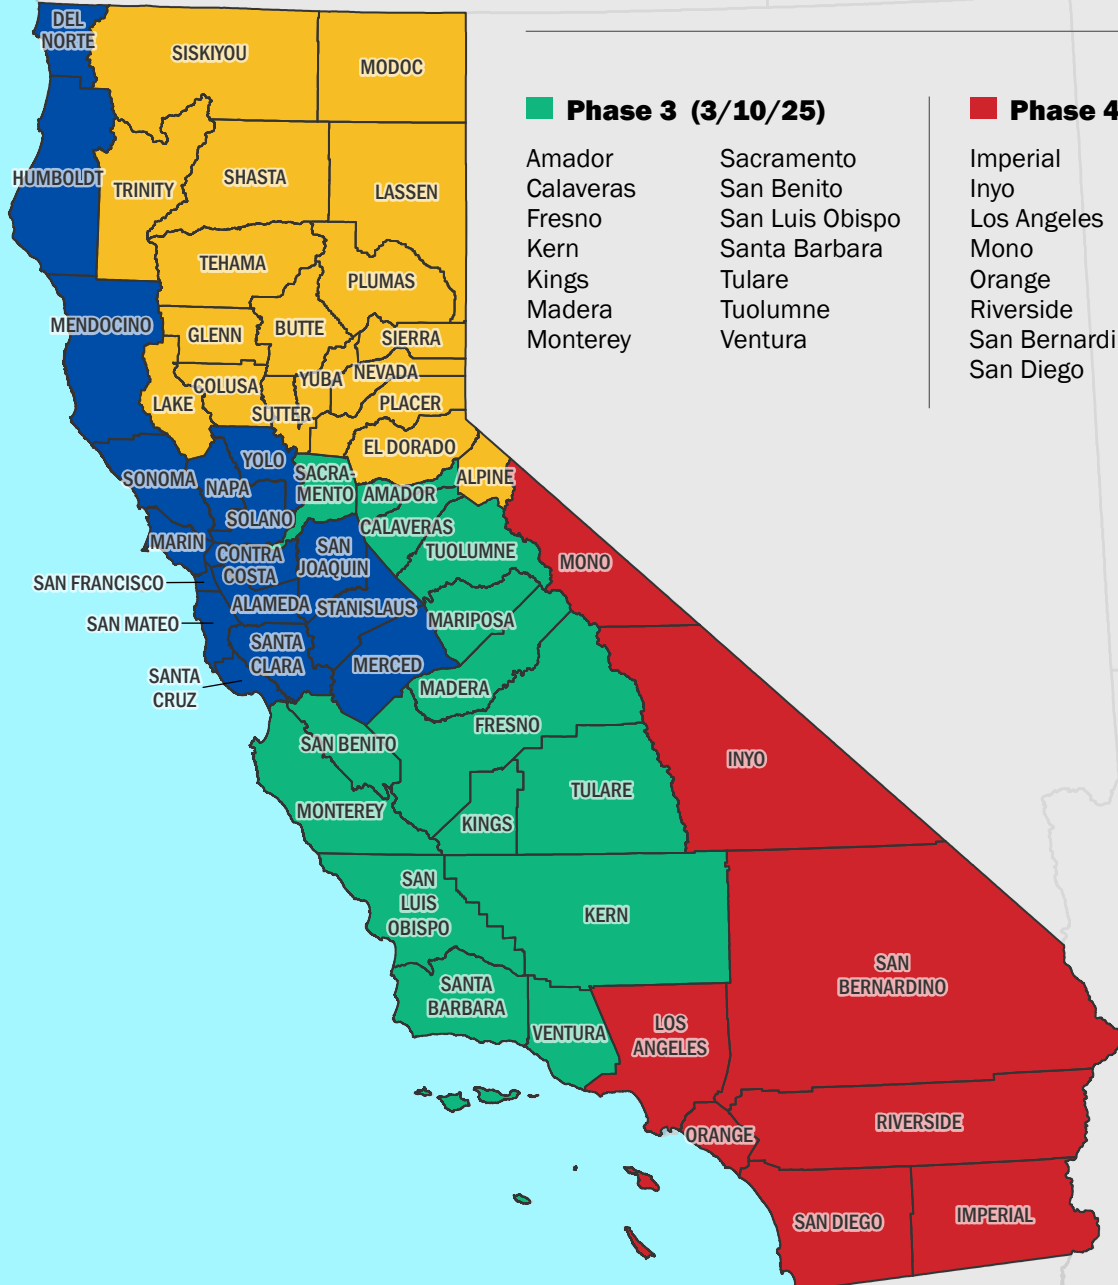 Phase 3 (3/10/25)
Amador
Calaveras
Fresno
Kern
Kings
Madera
Monterey
Sacramento
San Benito
San Luis Obispo
Santa Barbara
Tulare
Tuolumne
Ventura
Phase 4
Imperial
Inyo
Los Angeles
Mono
Orange
Riverside
San Bernardi
San Diego
DEL
NORTE
SISKIYOU
MODOC
HUMBOLDT
TRINITY
SHASTA
LASSEN
TEHAMA
PLUMAS
MENDOCINO
GLENN
BUTTE
SIERRA
COLUSA
YUBA
NEVADA
LAKE
SUTTER
PLACER
EL DORADO
YOLO
SONOMA
NAPA
SACRA-
MENTO
AMADOR
ALPINE
SOLANO
CALAVERAS
MARIN
CONTRA
COSTA
SAN
JOAQUIN
TUOLUMNE
MONO
SAN FRANCISCO
ALAMEDA
STANISLAUS
SAN MATEO
MARIPOSA
SANTA
CLARA
MERCED
SANTA
CRUZ
MADERA
FRESNO
SAN BENITO
INYO
TULARE
MONTEREY
KINGS
SAN
LUIS
OBISPO
KERN
SAN
BERNARDINO
SANTA
BARBARA
VENTURA
LOS
ANGELES
ORANGE
RIVERSIDE
SAN DIEGO
IMPERIAL